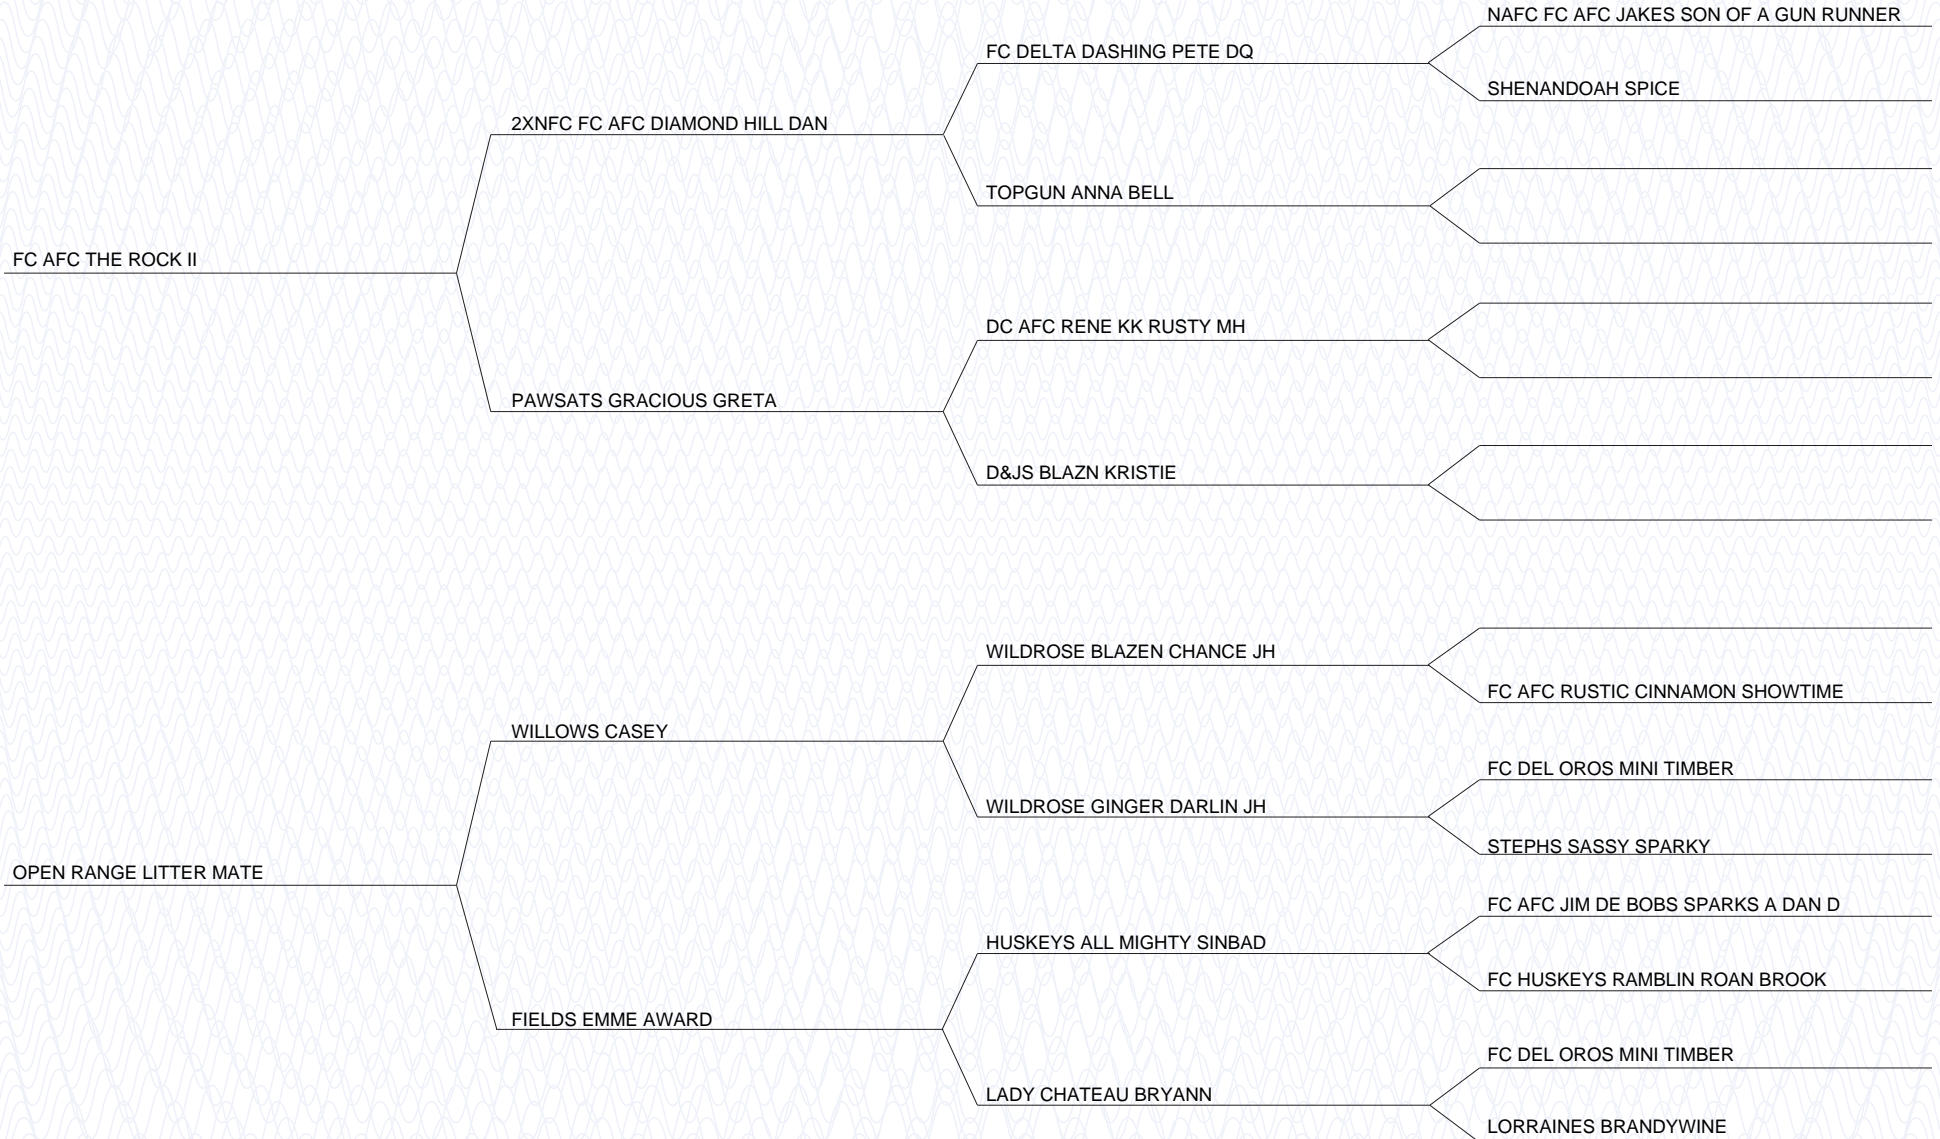 NAFC FC AFC JAKES SON OF A GUN RUNNER
FC DELTA DASHING PETE DQ
SHENANDOAH SPICE
2XNFC FC AFC DIAMOND HILL DAN
TOPGUN ANNA BELL
FC AFC THE ROCK II
DC AFC RENE KK RUSTY MH
PAWSATS GRACIOUS GRETA
D&JS BLAZN KRISTIE
WILDROSE BLAZEN CHANCE JH
FC AFC RUSTIC CINNAMON SHOWTIME
WILLOWS CASEY
FC DEL OROS MINI TIMBER
WILDROSE GINGER DARLIN JH
STEPHS SASSY SPARKY
OPEN RANGE LITTER MATE
FC AFC JIM DE BOBS SPARKS A DAN D
HUSKEYS ALL MIGHTY SINBAD
FC HUSKEYS RAMBLIN ROAN BROOK
FIELDS EMME AWARD
FC DEL OROS MINI TIMBER
LADY CHATEAU BRYANN
LORRAINES BRANDYWINE